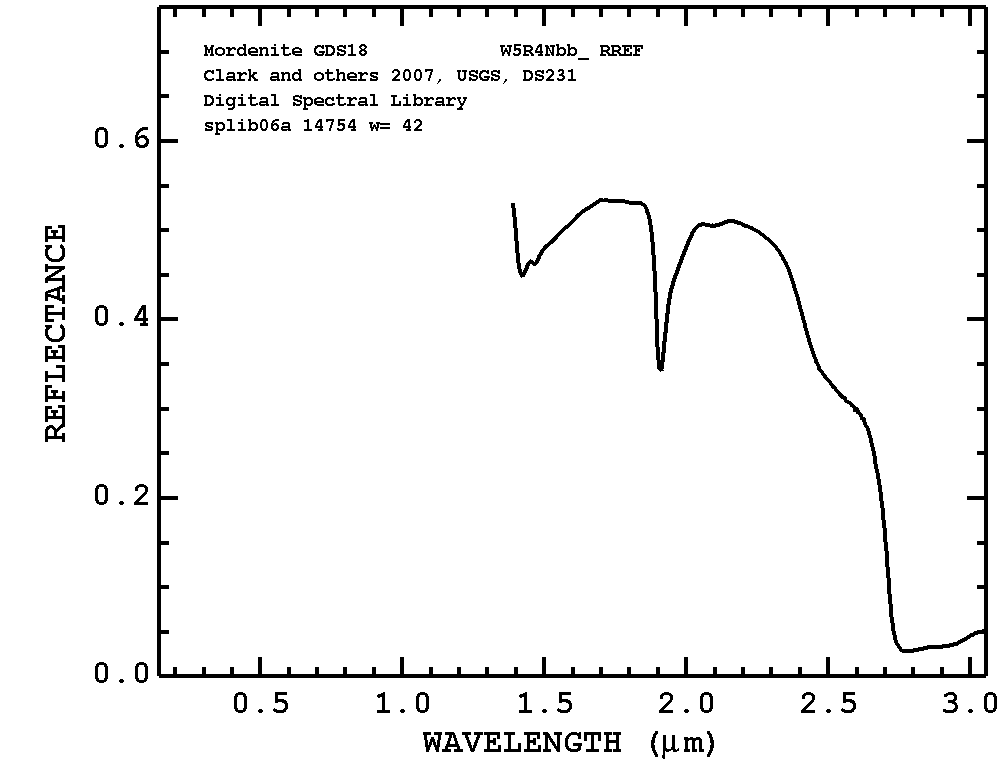 Mordenite GDS18 W5R4Nbb_ RREF
Clark and others 2007, USGS, DS231
Digital Spectral Library
splib06a 14754 w= 42
REFLECTANCE
0.6
0.4
0.2
0.0
0.5 1.0 1.5 2.0 2.5 3.0
WAVELENGTH (μm)